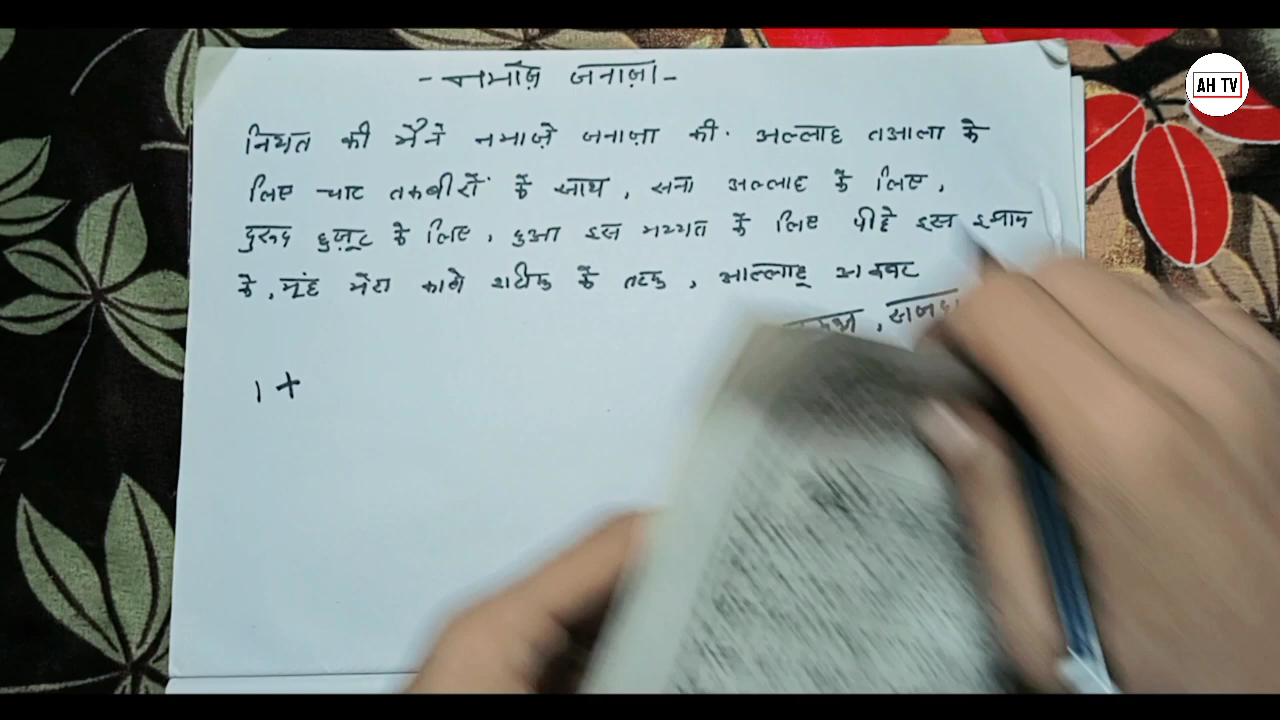 - नमाज़ जनाज़ा -
AH TV
नियत की मैंने नमाज़े जनाज़ा की. अल्लाह तआला के
लिए चार तकबीरों के साथ, सना अल्लाह के लिए,
दुरूद हुज़ूर के लिए, दुआ इस मय्यत के लिए पीछे इस इमाम
के, मुंह मेरा काबे शरीफ के तरफ, अल्लाहू अकबर
1 +